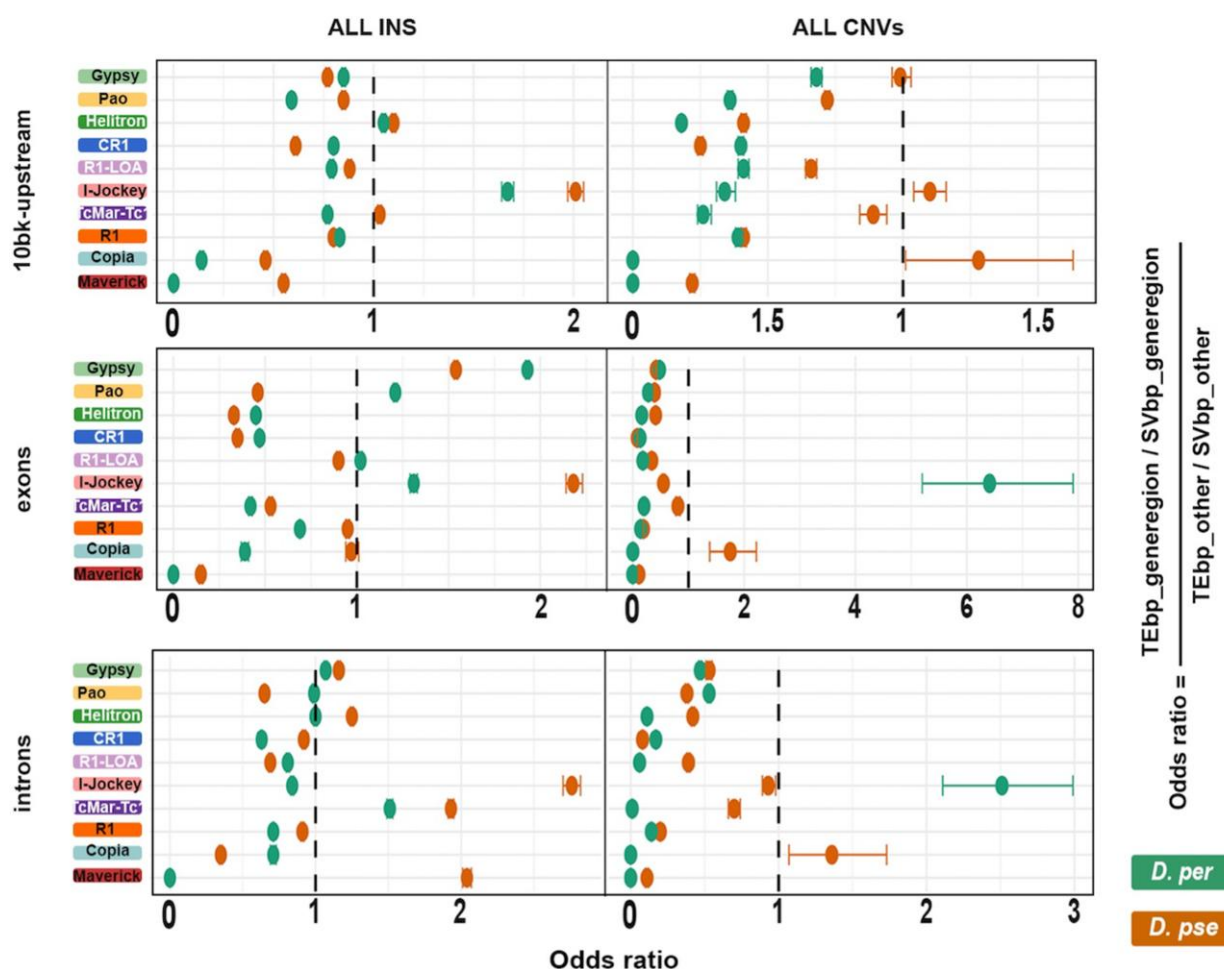 ALL INS
ALL CNVs
10bk-upstream
Gypsy
Pao
Helitron
CR1
R1-LOA
I-Jockey
TcMar-Tc
R1
Copia
Maverick
0 1 2
0 1.5 1 1.5
exons
Gypsy
Pao
Helitron
CR1
R1-LOA
I-Jockey
TcMar-Tc
R1
Copia
Maverick
0 1 2
0 2 4 6 8
introns
Gypsy
Pao
Helitron
CR1
R1-LOA
I-Jockey
TcMar-Tc
R1
Copia
Maverick
0 1 2
0 1 2 3
Odds ratio
Odds ratio =
TEbp_generegion / SVbp_generegion
TEbp_other / SVbp_other
D. per
D. pse